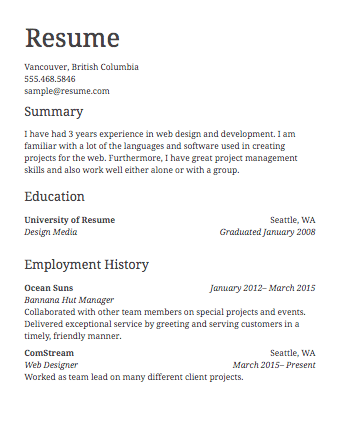 Resume
Vancouver, British Columbia
555.468.5846
sample@resume.com
Summary
I have had 3 years experience in web design and development. I am
familiar with a lot of the languages and software used in creating
projects for the web. Furthermore, I have great project management
skills and also work well either alone or with a group.
Education
University of Resume Seattle, WA
Design Media Graduated January 2008
Employment History
Ocean Suns January 2012– March 2015
Bannana Hut Manager
Collaborated with other team members on special projects and events.
Delivered exceptional service by greeting and serving customers in a
timely, friendly manner.
ComStream Seattle, WA
Web Designer March 2015– Present
Worked as team lead on many different client projects.